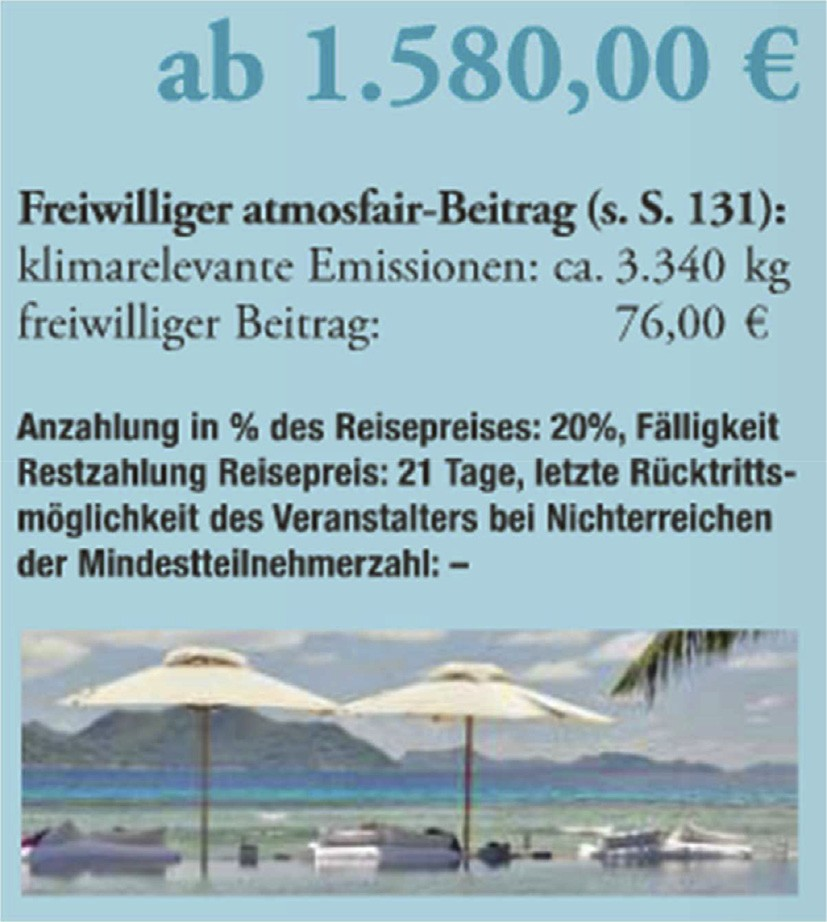 ab 1.580,00 €
Freiwilliger atmosfair-Beitrag (s. S. 131):
klimarelevante Emissionen: ca. 3.340 kg
freiwilliger Beitrag: 76,00 €
Anzahlung in % des Reisepreises: 20%, Fälligkeit
Restzahlung Reisepreis: 21 Tage, letzte Rücktritts-
möglichkeit des Veranstalters bei Nichterreichen
der Mindestteilnehmerzahl: –